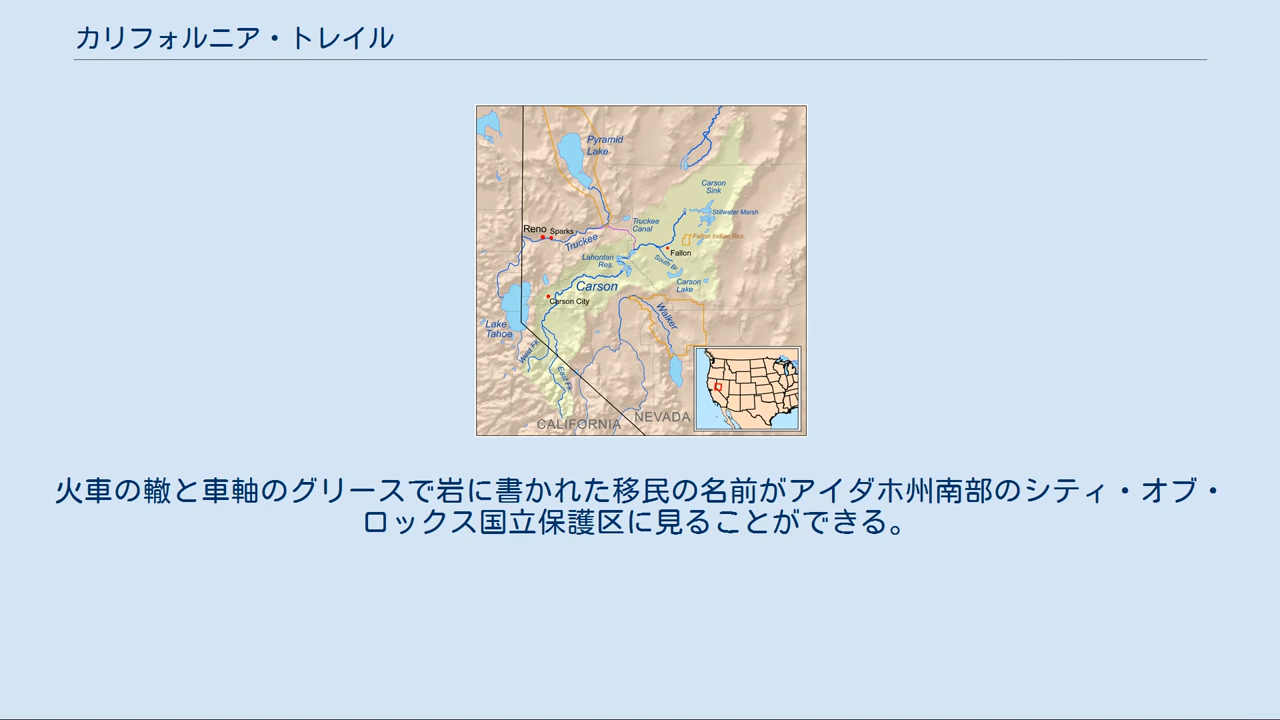 カリフォルニア・トレイル
Pyramid
Lake
Carson
Sink
Stillwater Marsh
Truckee
Canal
Reno
Sparks
Truckee
Fallon Indian Res.
Fallon
Lahontan
Res.
South Br.
Carson
Carson
Lake
Carson City
Walker
Lake
Tahoe
West Fk.
East Fk.
CALIFORNIA
NEVADA
火車の轍と車軸のグリースで岩に書かれた移民の名前がアイダホ州南部のシティ・オブ・
ロックス国立保護区に見ることができる。